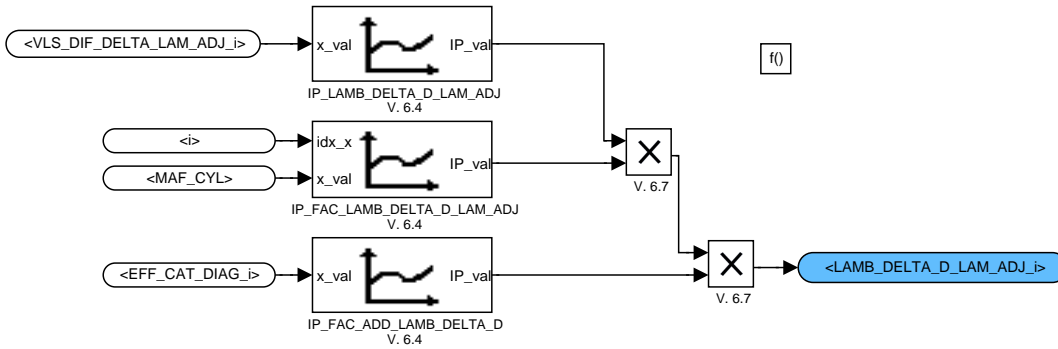 <VLS_DIF_DELTA_LAM_ADJ_i>
x_val
IP_val
IP_LAMB_DELTA_D_LAM_ADJ
V. 6.4
f()
<i>
idx_x
<MAF_CYL>
x_val
IP_val
IP_FAC_LAMB_DELTA_D_LAM_ADJ
V. 6.4
V. 6.7
<EFF_CAT_DIAG_i>
x_val
IP_val
IP_FAC_ADD_LAMB_DELTA_D
V. 6.4
V. 6.7
<LAMB_DELTA_D_LAM_ADJ_i>